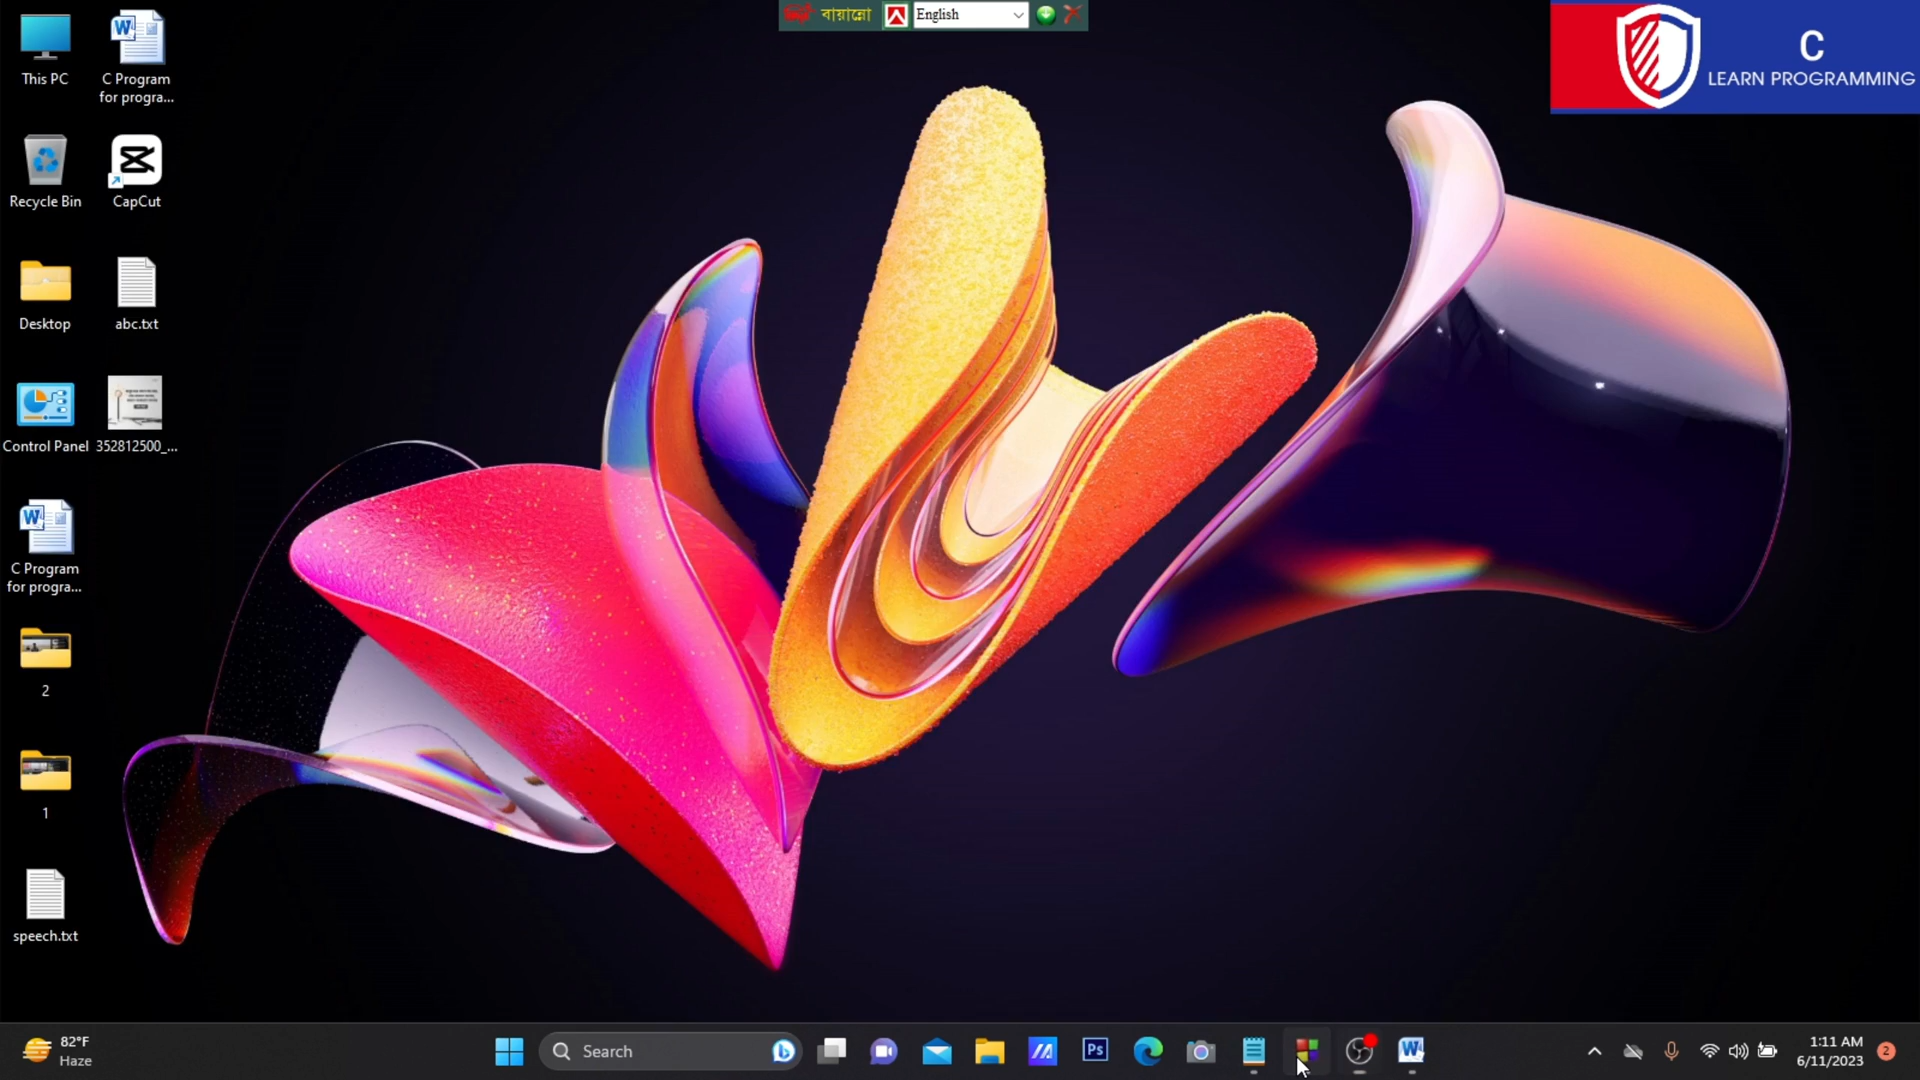 বায়ান্নো
English
C
LEARN PROGRAMMING
This PC
C Program
for progra...
Recycle Bin
CapCut
Desktop
abc.txt
Control Panel
352812500_...
C Program
for progra...
2
1
speech.txt
82°F
Haze
Search
Ps
1:11 AM
6/11/2023
2